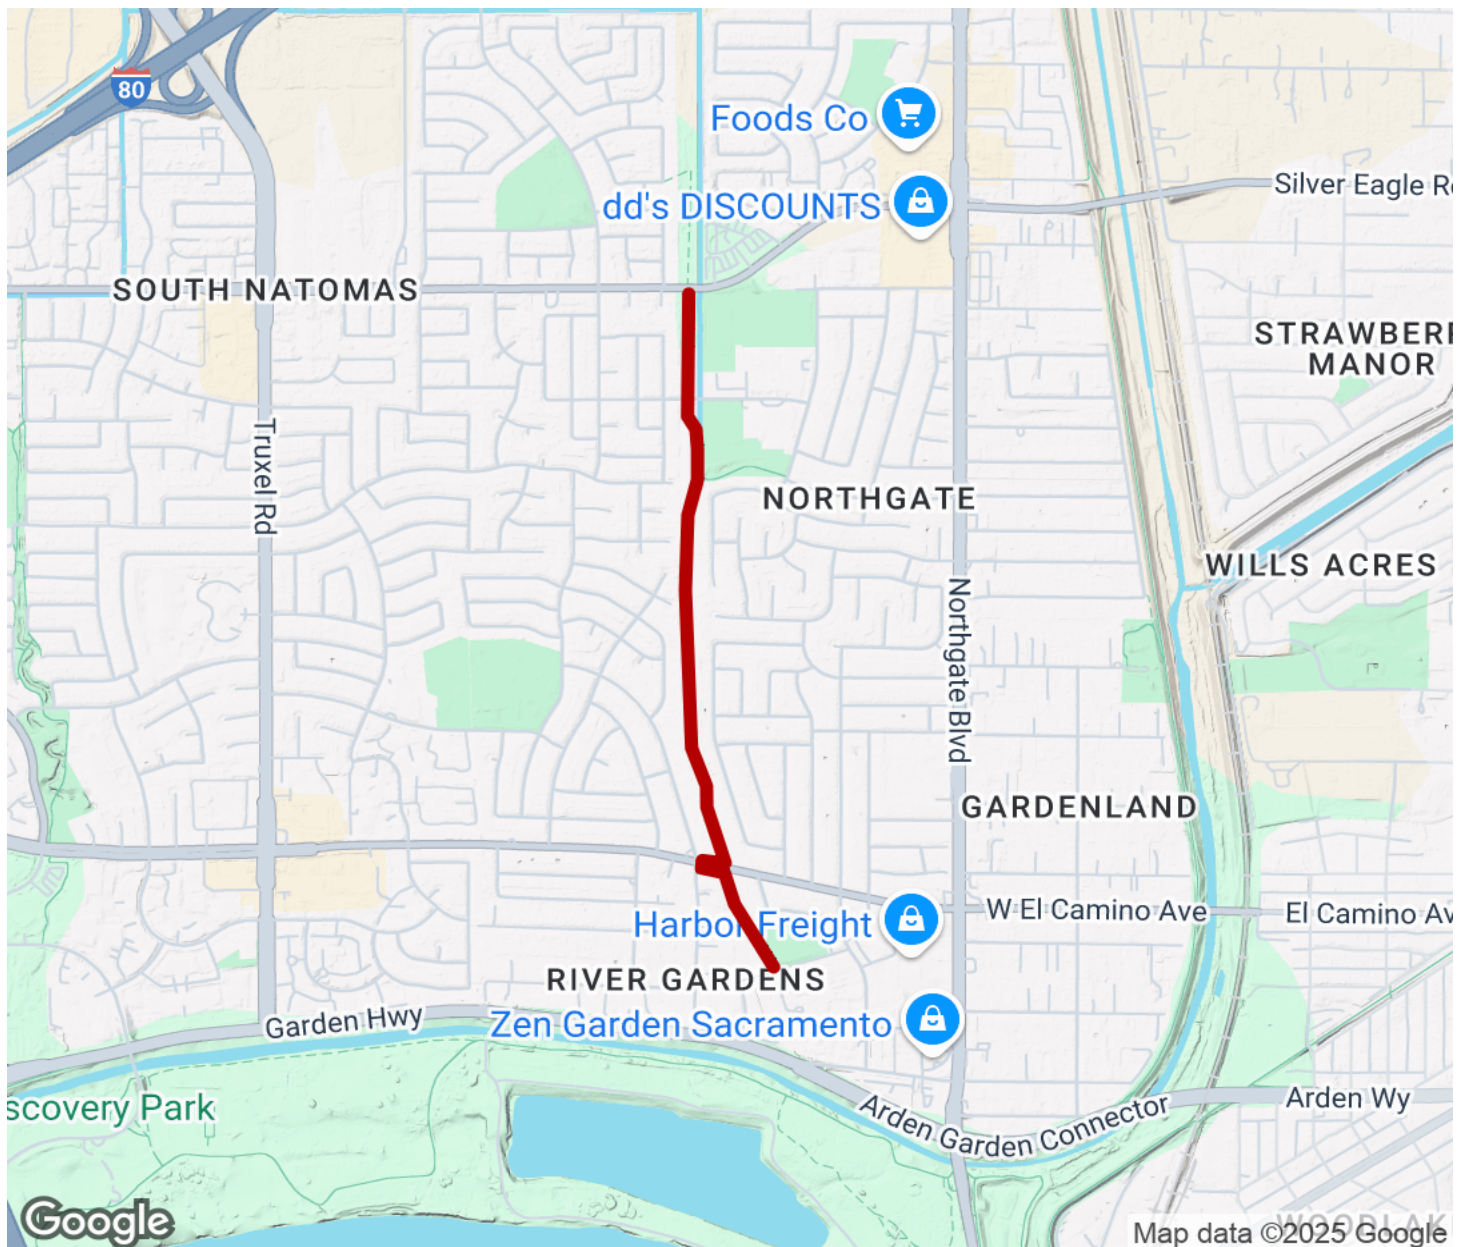 80
Foods Co
dd's DISCOUNTS
Silver Eagle R
SOUTH NATOMAS
STRAWBER
MANOR
Truxel Rd
NORTHGATE
WILLS ACRES
Northgate Blvd
GARDENLAND
W El Camino Ave
El Camino Av
Harbor Freight
RIVER GARDENS
Garden Hwy
Zen Garden Sacramento
scovery Park
Arden Garden Connector
Arden Wy
Google
WOODLAK
Map data ©2025 Google